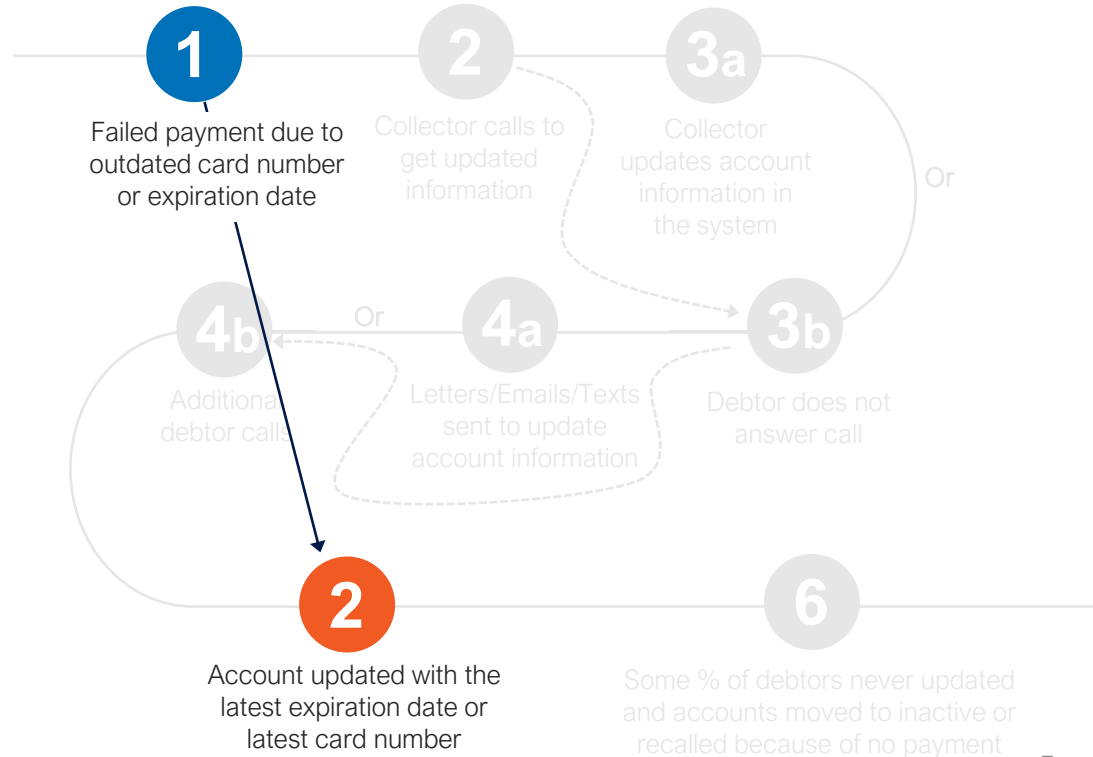 1
Failed payment due to
outdated card number
or expiration date
2
Collector calls to
get updated
information
3a
Collector
updates account
information in
the system
Or
3b
Debtor does not
answer call
4a
Letters/Emails/Texts
sent to update
account information
Or
4b
Additional
debtor calls
2
Account updated with the
latest expiration date or
latest card number
6
Some % of debtors never updated
and accounts moved to inactive or
recalled because of no payment